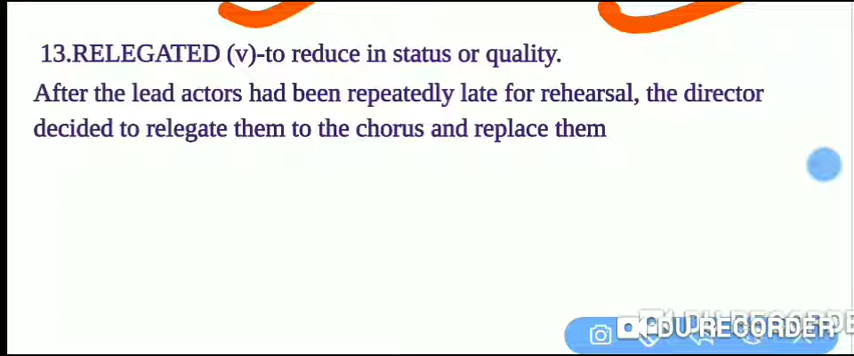 13.RELEGATED (v)-to reduce in status or quality.
After the lead actors had been repeatedly late for rehearsal, the director
decided to relegate them to the chorus and replace them
DU RECORDER